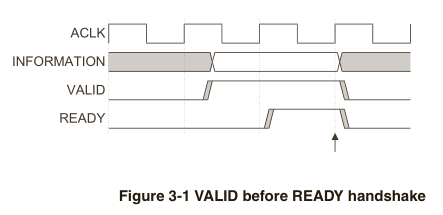 ACLK
INFORMATION
VALID
READY
Figure 3-1 VALID before READY handshake